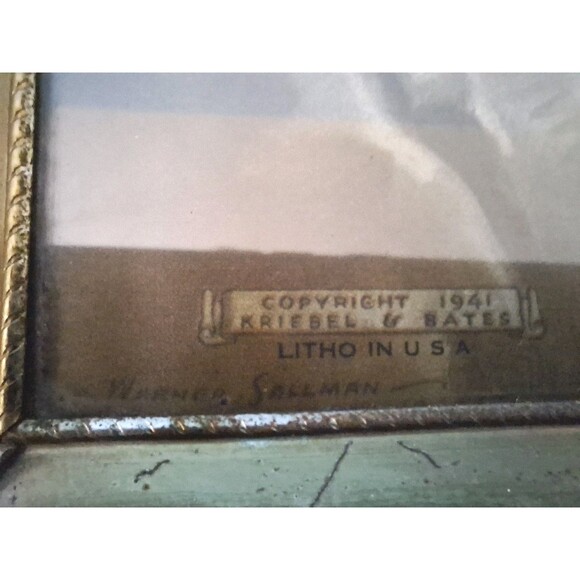 COPYRIGHT 1941
KRIEBEL & BATES
LITHO IN U S A
WARNER SALLMAN